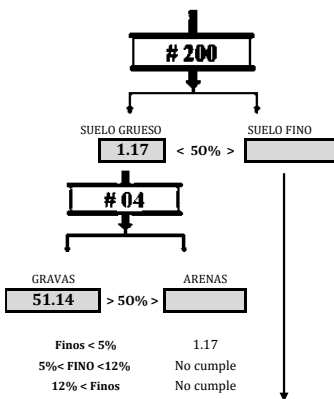 # 200
SUELO GRUESO SUELO FINO
1.17 < 50% >
# 04
GRAVAS ARENAS
51.14 > 50% >
Finos < 5% 1.17
5%< FINO <12% No cumple
12% < Finos No cumple